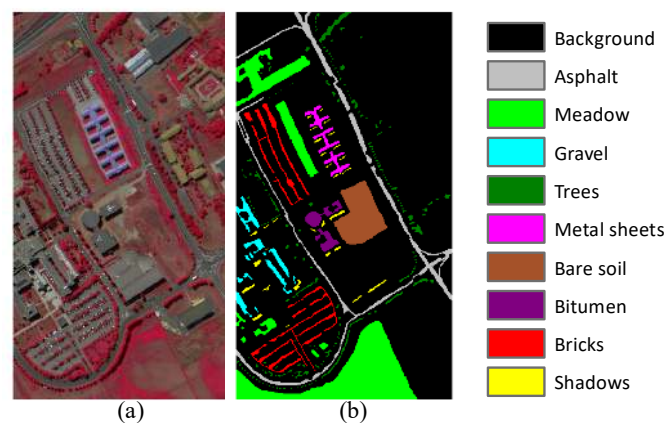 Background
Asphalt
Meadow
Gravel
Trees
Metal sheets
Bare soil
Bitumen
Bricks
Shadows
(a)
(b)